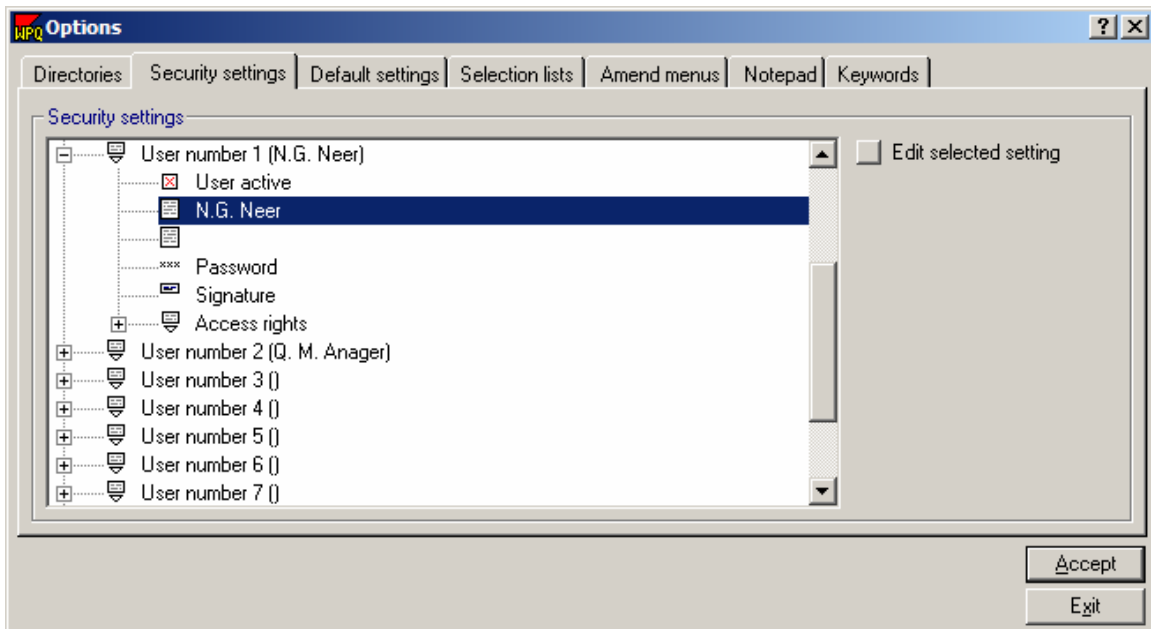 WPQ Options
Directories Security settings Default settings Selection lists Amend menus Notepad Keywords
Security settings
User number 1 (N.G. Neer)
User active
N.G. Neer
xxx Password
Signature
Access rights
User number 2 (Q. M. Anager)
User number 3 ()
User number 4 ()
User number 5 ()
User number 6 ()
User number 7 ()
Edit selected setting
Accept
Exit